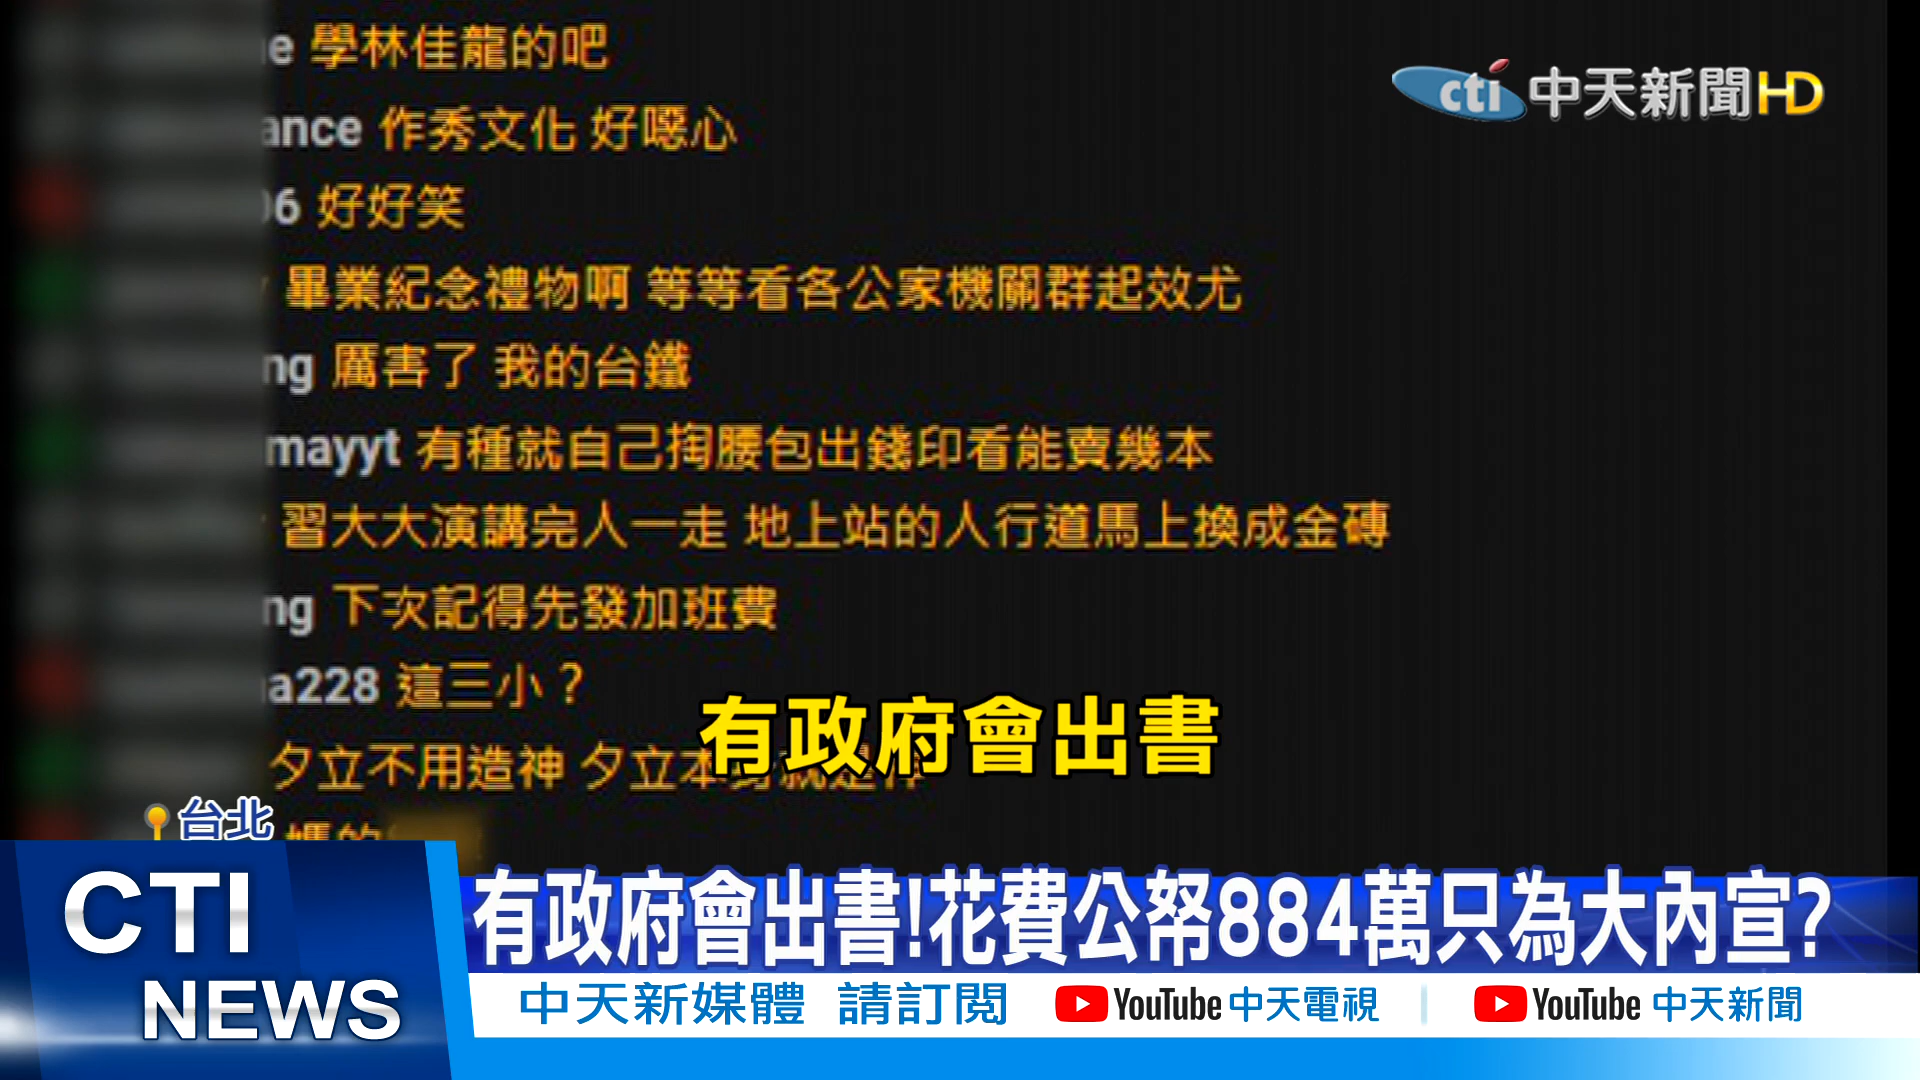 e 學林佳龍的吧
cti 中天新聞HD
ance 作秀文化 好噁心
06 好好笑
畢業紀念禮物啊 等等看各公家機關群起效尤
ng 厲害了 我的台鐵
mayyt 有種就自己掏腰包出錢印看能賣幾本
習大大演講完人一走 地上站的人行道馬上換成金磚
ng 下次記得先發加班費
a228 這三小？
有政府會出書
夕立不用造神 夕立本身就是神
台北
媽的
CTI
NEWS
有政府會出書!花費公帑884萬只為大內宣?
中天新媒體 請訂閱 YouTube 中天電視 | YouTube 中天新聞